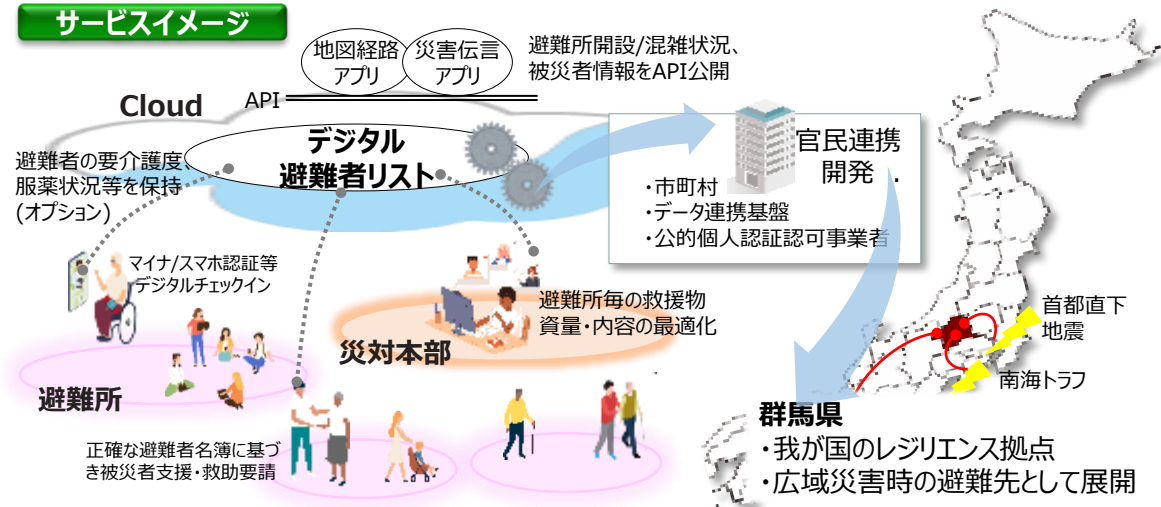 サービスイメージ
地図経路
アプリ
災害伝言
アプリ
避難所開設/混雑状況、
被災者情報をAPI公開
API
Cloud
デジタル
避難者リスト
避難者の要介護度、
服薬状況等を保持
(オプション)
官民連携
開発
・市町村
・データ連携基盤
・公的個人認証認可事業者
マイナ/スマホ認証等
デジタルチェックイン
避難所毎の救援物
資量・内容の最適化
災対本部
避難所
正確な避難者名簿に基づ
き被災者支援・救助要請
首都直下
地震
南海トラフ
群馬県
・我が国のレジリエンス拠点
・広域災害時の避難先として展開